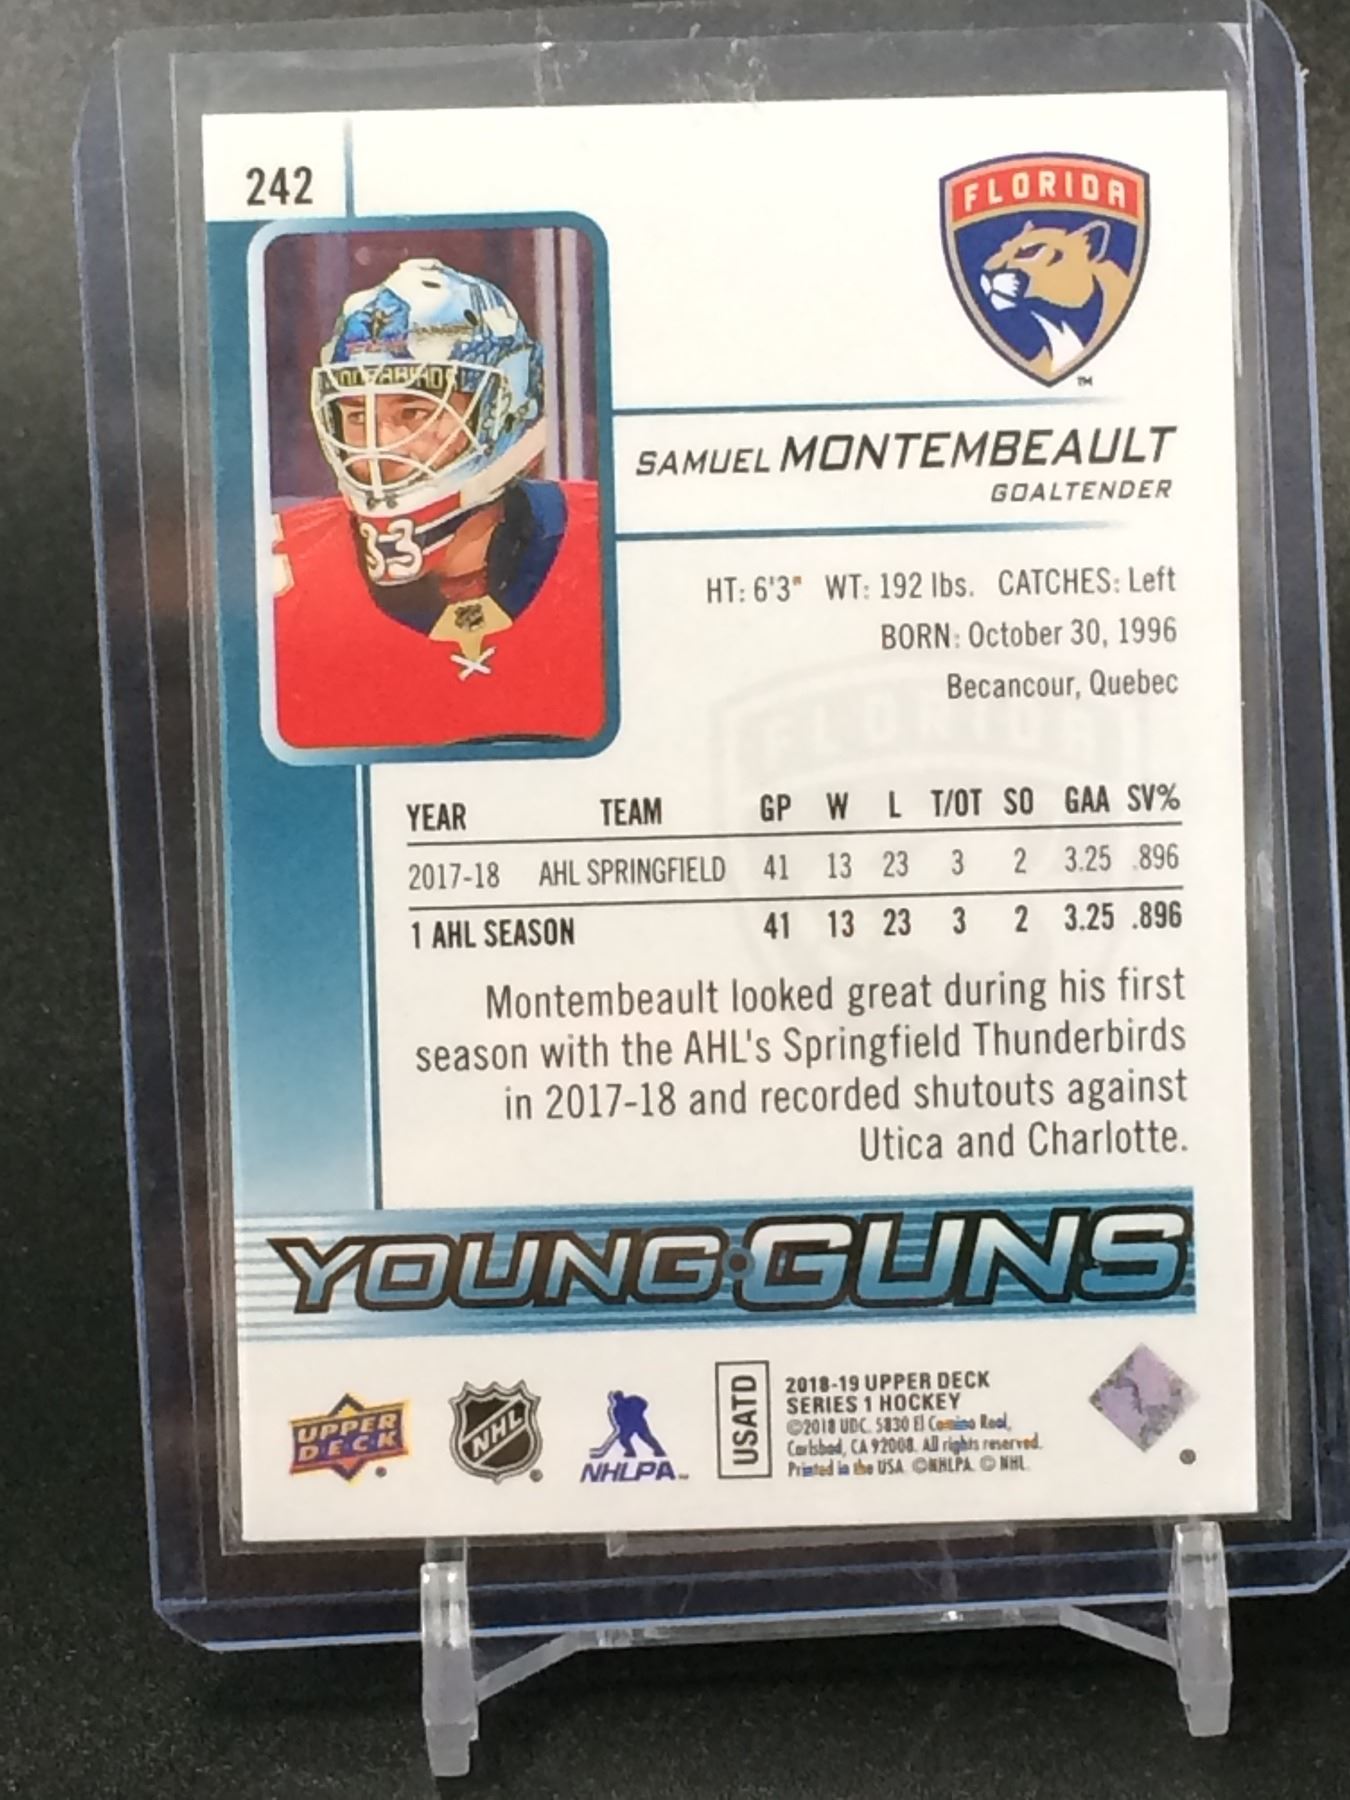 242
FLORIDA
TM
SAMUEL MONTEMBEAULT
GOALTENDER
33
HT: 6'3" WT: 192 lbs. CATCHES: Left
BORN: October 30, 1996
Becancour, Quebec
FLORIDA
YEAR TEAM GP W L T/OT SO GAA SV%
2017-18 AHL SPRINGFIELD 41 13 23 3 2 3.25 .896
1 AHL SEASON 41 13 23 3 2 3.25 .896
Montembeault looked great during his first
season with the AHL's Springfield Thunderbirds
in 2017-18 and recorded shutouts against
Utica and Charlotte.
YOUNG·GUNS
UPPER
DECK
NHL
NHLPA
USATD
2018-19 UPPER DECK
SERIES 1 HOCKEY
©2018 UDC. 5830 El Camino Real,
Carlsbad, CA 92008. All rights reserved.
Printed in the USA ©NHLPA. © NHL.